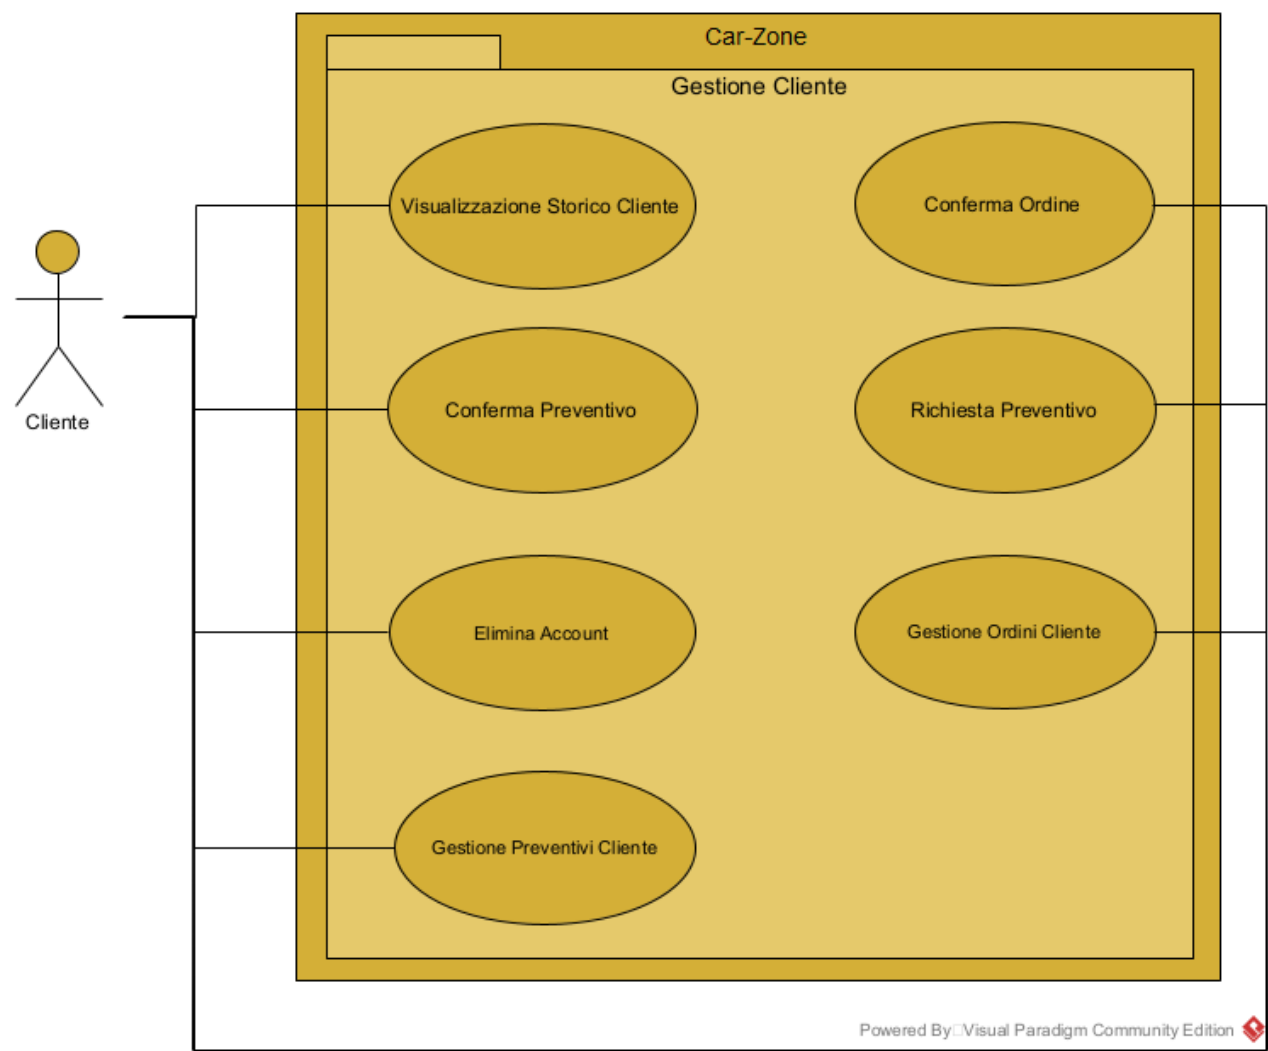 Car-Zone
Gestione Cliente
Visualizzazione Storico Cliente
Conferma Ordine
Cliente
Conferma Preventivo
Richiesta Preventivo
Elimina Account
Gestione Ordini Cliente
Gestione Preventivi Cliente
Powered By Visual Paradigm Community Edition